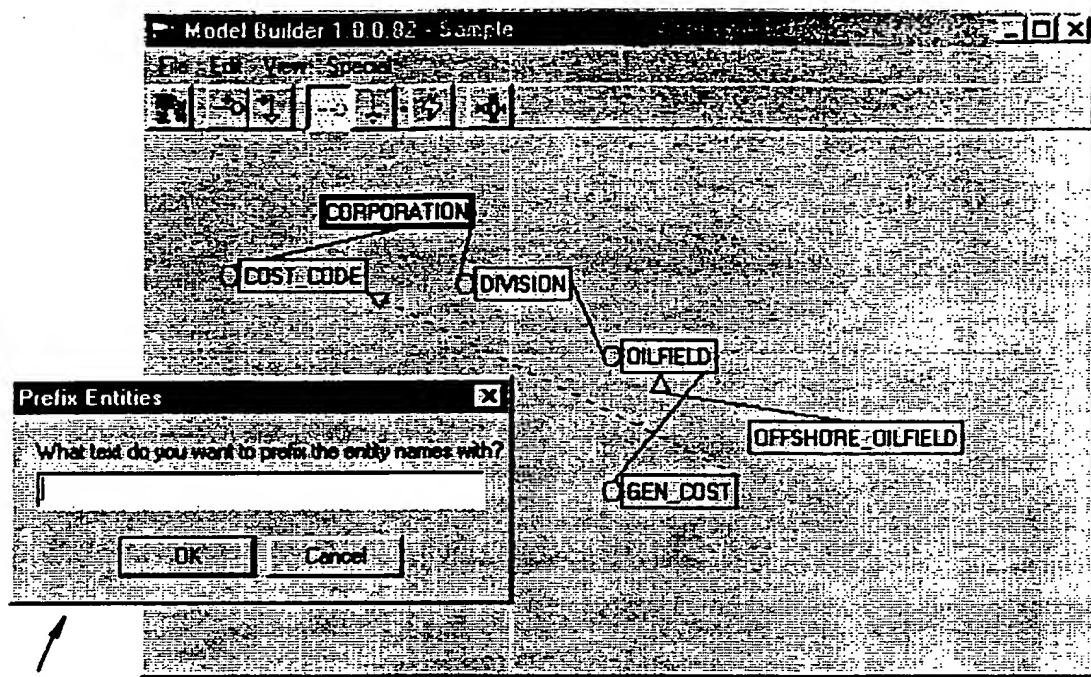 Model Builder 1.0.0.82 - Sample
File Edit View Special
CORPORATION
COST_CODE
DIVISION
OILFIELD
Prefix Entities
What text do you want to prefix the entity names with?
OFFSHORE_OILFIELD
GEN_COST
OK Cancel